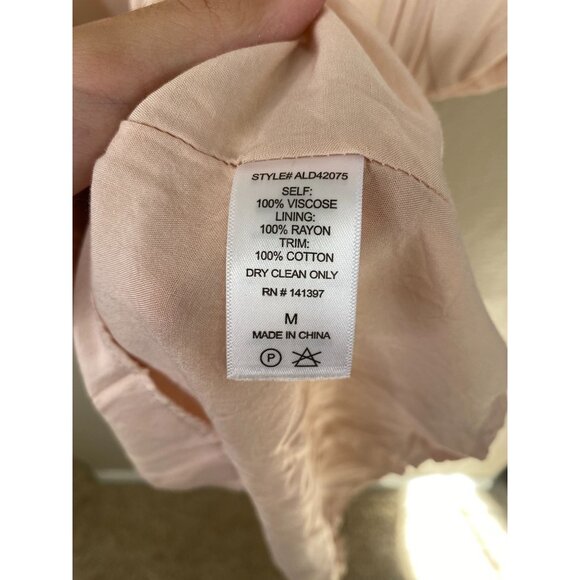 STYLE# ALD42075
SELF:
100% VISCOSE
LINING:
100% RAYON
TRIM:
100% COTTON
DRY CLEAN ONLY
RN # 141397
M
MADE IN CHINA
P